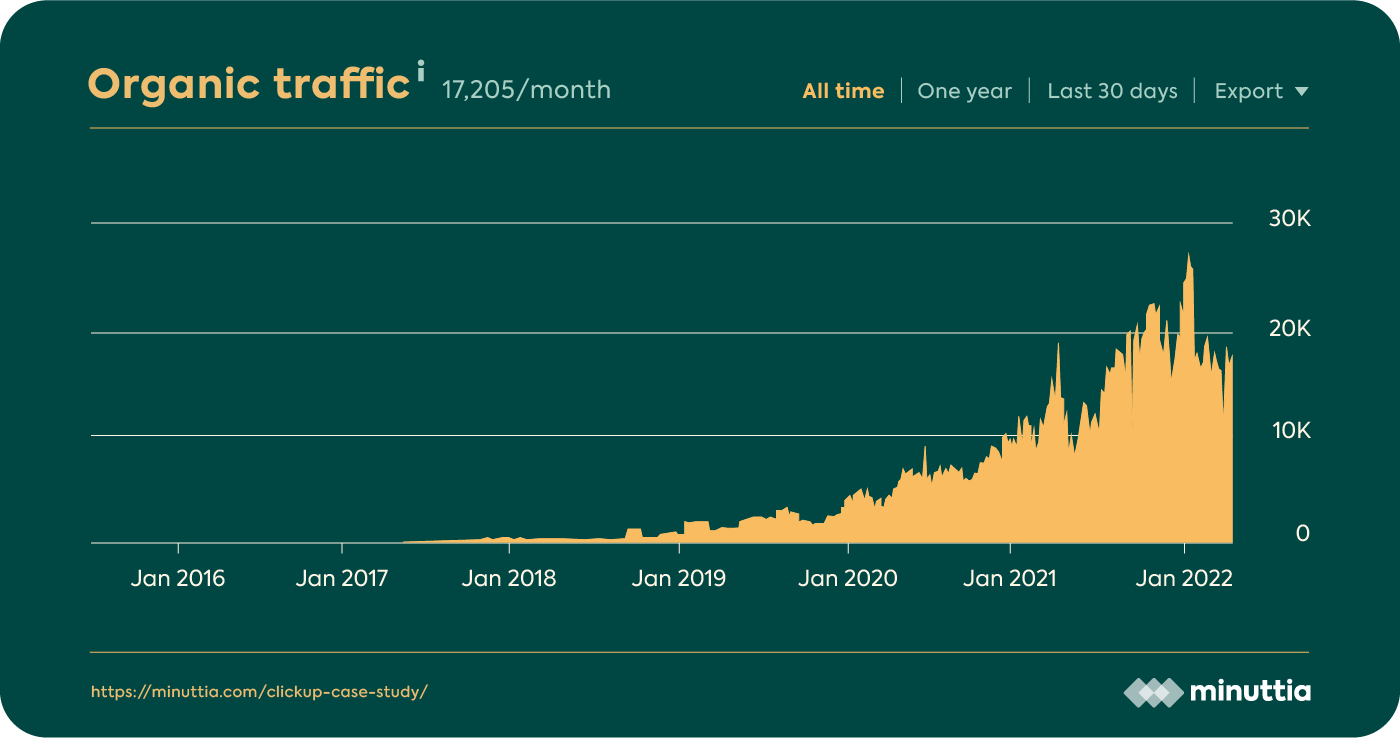 Organic traffic i 17,205/month
All time | One year | Last 30 days | Export
30K
20K
10K
0
Jan 2016 Jan 2017 Jan 2018 Jan 2019 Jan 2020 Jan 2021 Jan 2022
https://minuttia.com/clickup-case-study/
minuttia